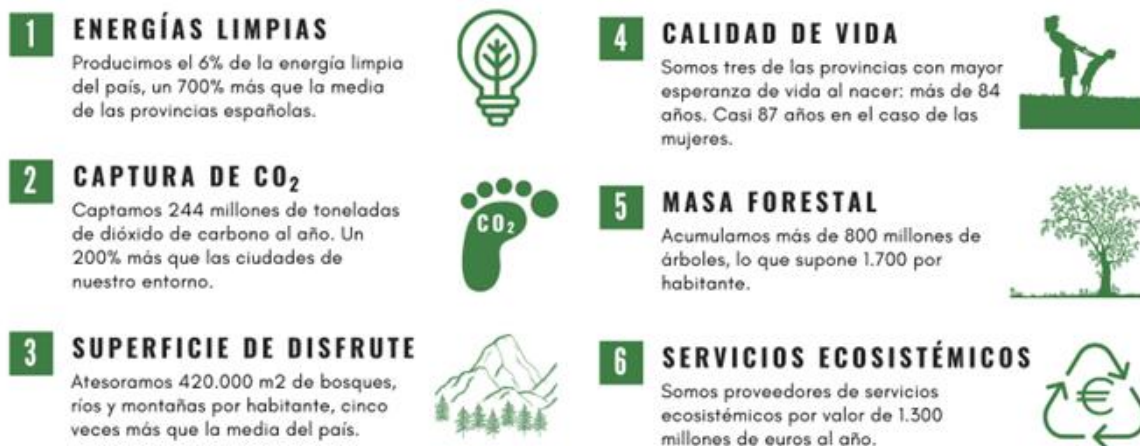 1
ENERGÍAS LIMPIAS
Producimos el 6% de la energía limpia
del país, un 700% más que la media
de las provincias españolas.
2
CAPTURA DE CO₂
Captamos 244 millones de toneladas
de dióxido de carbono al año. Un
200% más que las ciudades de
nuestro entorno.
CO₂
3
SUPERFICIE DE DISFRUTE
Atesoramos 420.000 m2 de bosques,
ríos y montañas por habitante, cinco
veces más que la media del país.
4
CALIDAD DE VIDA
Somos tres de las provincias con mayor
esperanza de vida al nacer: más de 84
años. Casi 87 años en el caso de las
mujeres.
5
MASA FORESTAL
Acumulamos más de 800 millones de
árboles, lo que supone 1.700 por
habitante.
6
SERVICIOS ECOSISTÉMICOS
Somos proveedores de servicios
ecosistémicos por valor de 1.300
millones de euros al año.
€